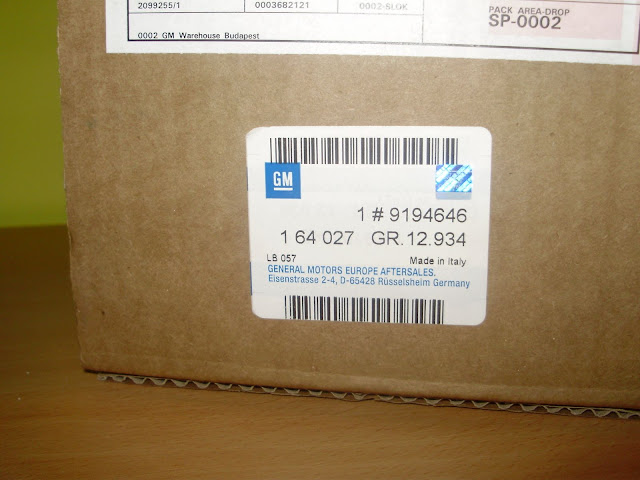 2099255/1 0003682121 0002-SLOK
PACK AREA-DROP
SP-0002
0002 GM Warehouse Budapest
GM
1 # 9194646
1 64 027 GR.12.934
LB 057 Made in Italy
GENERAL MOTORS EUROPE AFTERSALES.
Eisenstrasse 2-4, D-65428 Rüsselsheim Germany